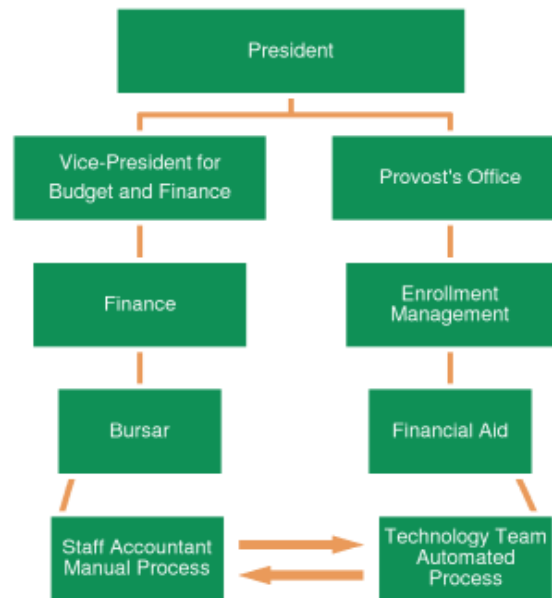 President
Vice-President for
Budget and Finance
Provost's Office
Finance
Enrollment
Management
Bursar
Financial Aid
Staff Accountant
Manual Process
Technology Team
Automated
Process